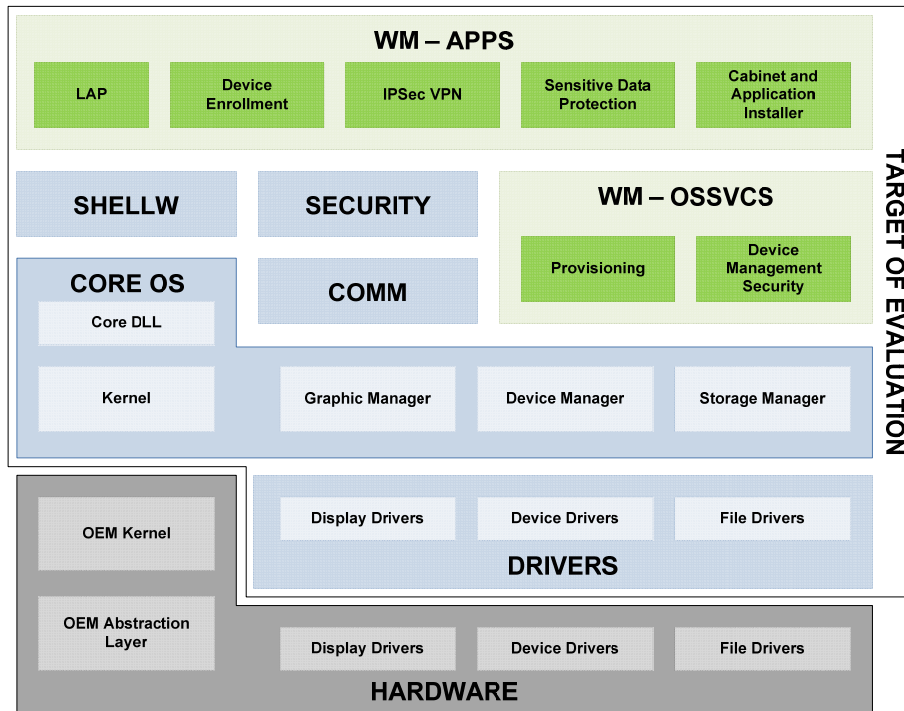 WM – APPS
LAP
Device
Enrollment
IPSec VPN
Sensitive Data
Protection
Cabinet and
Application
Installer
TARGET OF EVALUATION
SHELLW
SECURITY
WM – OSSVCS
Provisioning
Device
Management
Security
CORE OS
COMM
Core DLL
Kernel
Graphic Manager
Device Manager
Storage Manager
OEM Kernel
Display Drivers
Device Drivers
File Drivers
DRIVERS
OEM Abstraction
Layer
Display Drivers
Device Drivers
File Drivers
HARDWARE